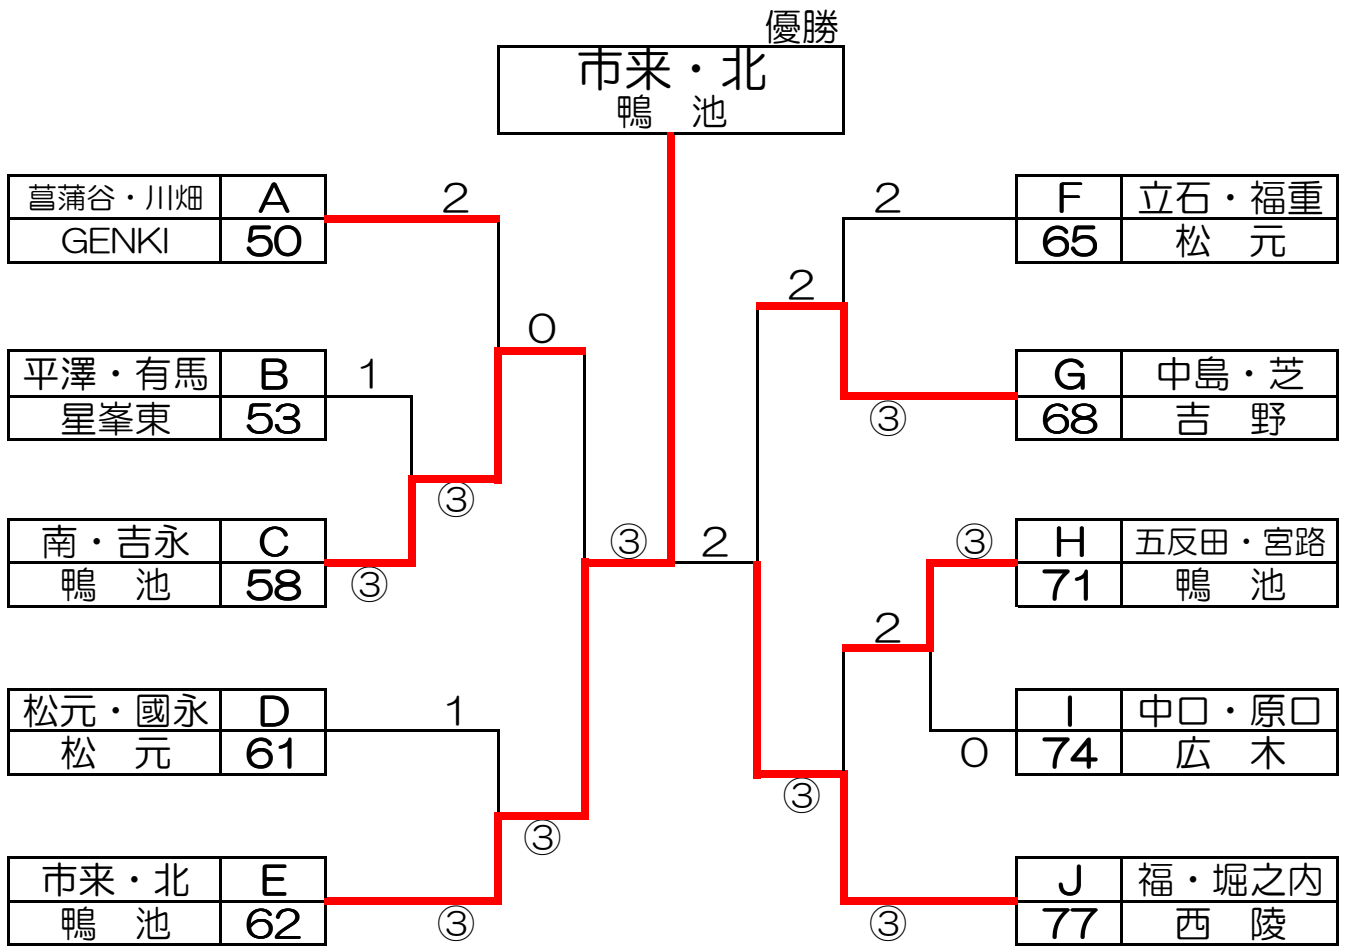 優勝
市来・北
鴨　池
菖蒲谷・川畑 A 2
GENKI 50
平澤・有馬 B 1
星峯東 53
0
南・吉永 C ③
鴨　池 58 ③
松元・國永 D 1
松　元 61
市来・北 E ③
鴨　池 62 ③
③ 2
2 F 立石・福重
65 松　元
2
G 中島・芝
③ 68 吉　野
③ H 五反田・宮路
71 鴨　池
2
I 中口・原口
0 74 広　木
③
J 福・堀之内
③ 77 西　陵